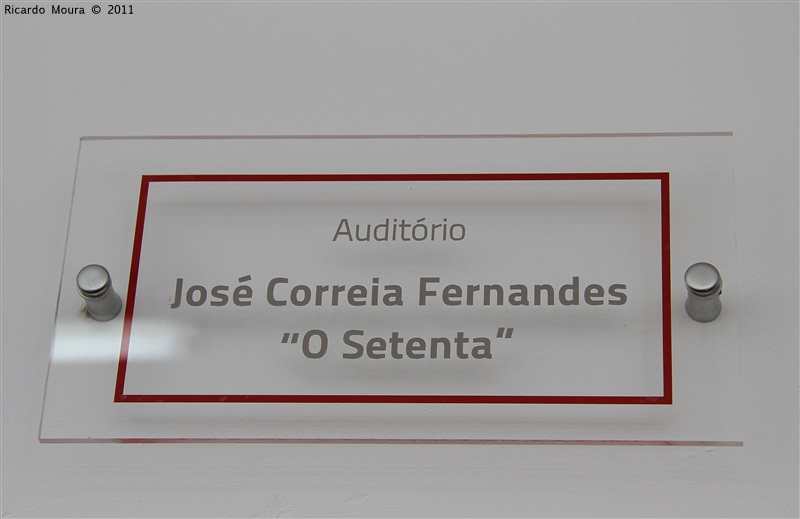 Ricardo Moura © 2011
Auditório
José Correia Fernandes
“O Setenta”